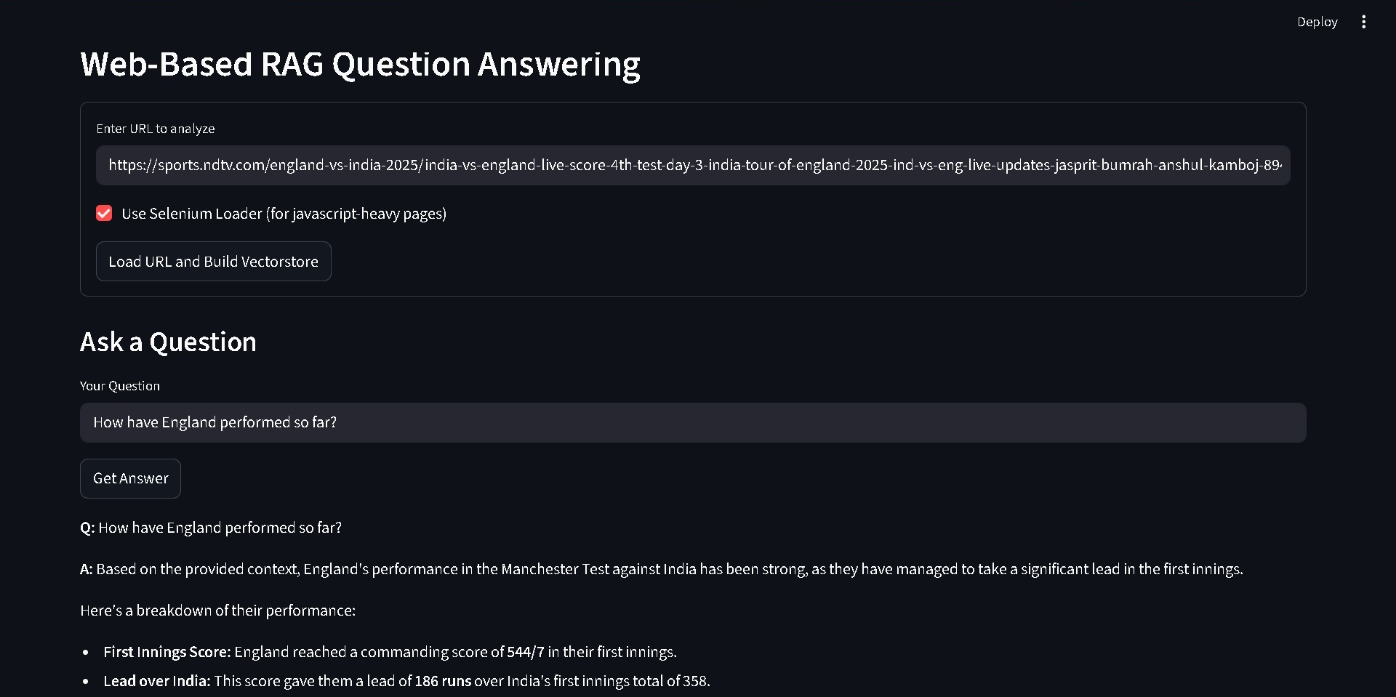 Deploy
Web-Based RAG Question Answering
Enter URL to analyze
https://sports.ndtv.com/england-vs-india-2025/india-vs-england-live-score-4th-test-day-3-india-tour-of-england-2025-ind-vs-eng-live-updates-jasprit-bumrah-anshul-kamboj-89
Use Selenium Loader (for javascript-heavy pages)
Load URL and Build Vectorstore
Ask a Question
Your Question
How have England performed so far?
Get Answer
Q: How have England performed so far?
A: Based on the provided context, England's performance in the Manchester Test against India has been strong, as they have managed to take a significant lead in the first innings.
Here's a breakdown of their performance:
• First Innings Score: England reached a commanding score of 544/7 in their first innings.
• Lead over India: This score gave them a lead of 186 runs over India's first innings total of 358.